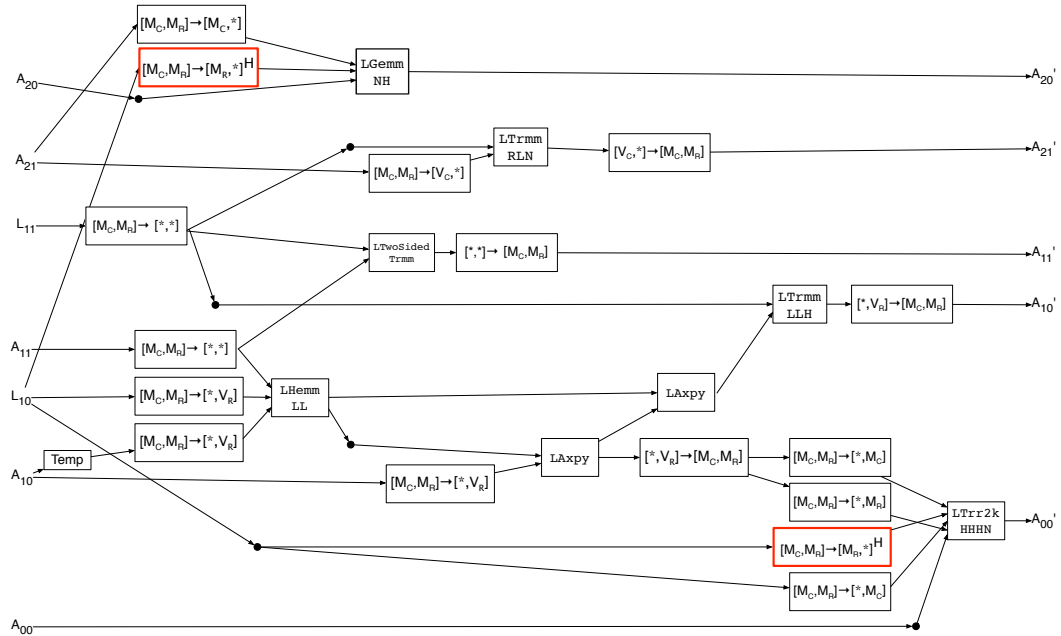 [M_C,M_R]→[M_C,*]
[M_C,M_R]→[M_R,*]^H
LGemm
NH
A_20
A_20'
A_21
[M_C,M_R]→[V_C,*]
LTrmm
RLN
[V_C,*]→[M_C,M_R]
A_21'
L_11
[M_C,M_R]→ [*,*]
LTwoSided
Trmm
[*,*]→ [M_C,M_R]
A_11'
LTrmm
LLH
[*,V_R]→[M_C,M_R]
A_10'
A_11
[M_C,M_R]→ [*,*]
L_10
[M_C,M_R]→[*,V_R]
LHemm
LL
LAxpy
[M_C,M_R]→[*,V_R]
Temp
A_10
[M_C,M_R]→[*,V_R]
LAxpy
[*,V_R]→[M_C,M_R]
[M_C,M_R]→[*,M_C]
[M_C,M_R]→[*,M_R]
LTrr2k
HHHN
A_00'
[M_C,M_R]→[M_R,*]^H
[M_C,M_R]→[*,M_C]
A_00